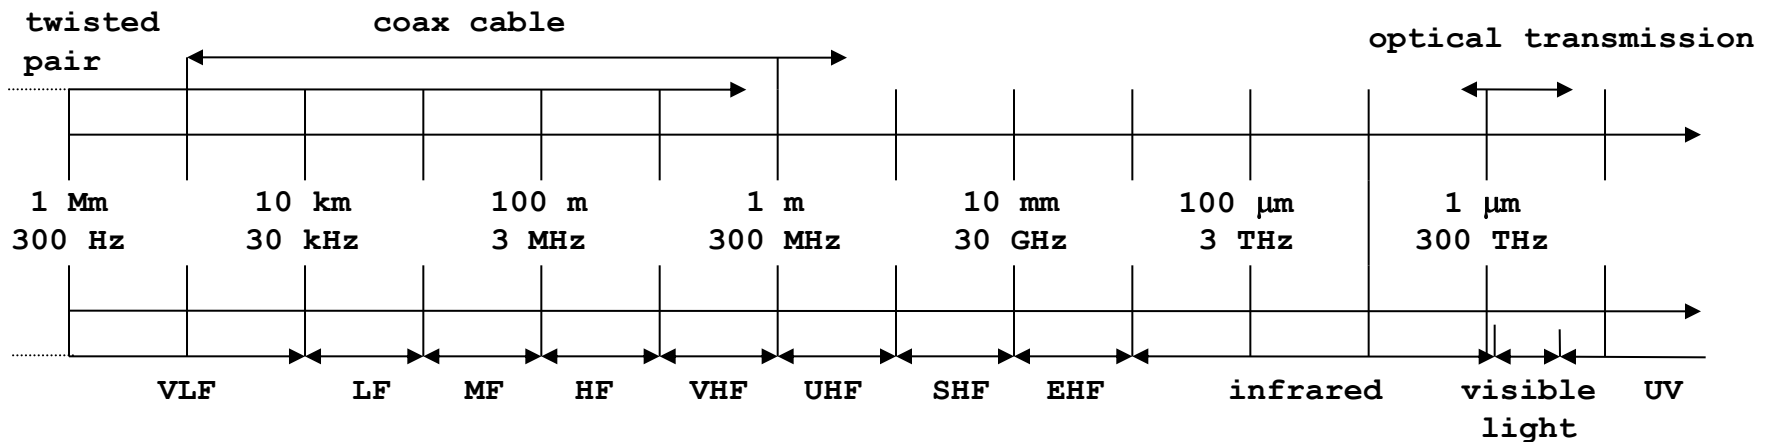 twisted
pair
coax cable
optical transmission
1 Mm
300 Hz
10 km
30 kHz
100 m
3 MHz
1 m
300 MHz
10 mm
30 GHz
100 μm
3 THz
1 μm
300 THz
VLF
LF
MF
HF
VHF
UHF
SHF
EHF
infrared
visible
light
UV